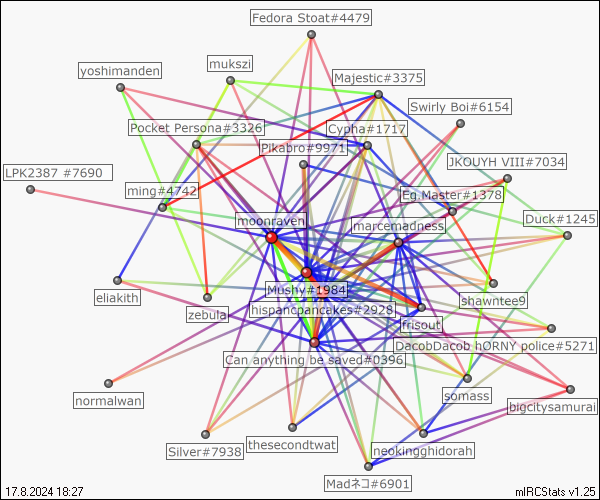 Fedora Stoat#4479
mukszi
yoshimanden
Majestic#3375
Swirly Boi#6154
Pocket Persona#3326
Cypha#1717
Pikabro#9971
JKOUYH VIII#7034
LPK2387 #7690
ming#4742
Eg.Master#1378
moonraven
marcemadness
Duck#1245
Mushy#1984
eliakith
zebula
hispancpancakes#2928
shawntee9
frisout
DacobDacob hORNY police#5271
Can anything be saved#0396
normalwan
somass
bigcitysamurai
Silver#7938
thesecondtwat
neokingghidorah
Madネコ#6901
17.8.2024 18:27
mIRCStats v1.25